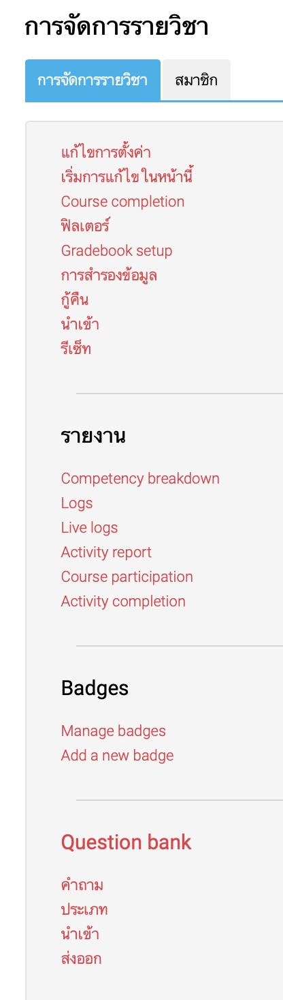 การจัดการรายวิชา
การจัดการรายวิชา สมาชิก
แก้ไขการตั้งค่า
เริ่มการแก้ไข ในหน้านี้
Course completion
ฟิลเตอร์
Gradebook setup
การสำรองข้อมูล
กู้คืน
นำเข้า
รีเซ็ท
รายงาน
Competency breakdown
Logs
Live logs
Activity report
Course participation
Activity completion
Badges
Manage badges
Add a new badge
Question bank
คำถาม
ประเภท
นำเข้า
ส่งออก